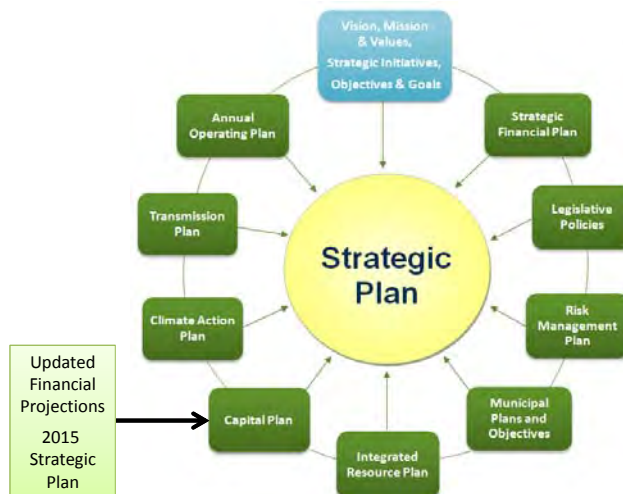 Vision, Mission
& Values,
Strategic Initiatives,
Objectives & Goals
Annual
Operating Plan
Strategic
Financial Plan
Transmission
Plan
Legislative
Policies
Strategic
Plan
Climate Action
Plan
Risk
Management
Plan
Updated
Financial
Projections
2015
Strategic
Plan
Capital Plan
Municipal
Plans and
Objectives
Integrated
Resource Plan